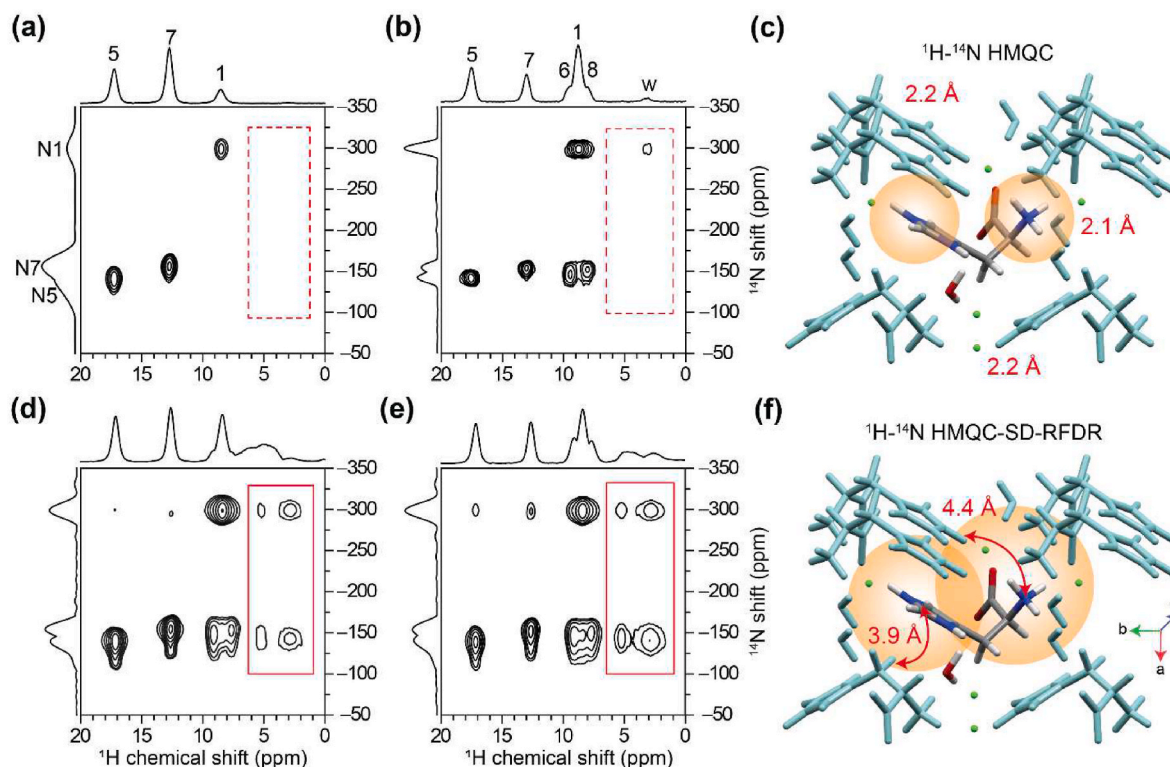 (a)
5
7
1
N1
N7
N5
–350
–300
–250
–200
–150
–100
–50
20
15
10
5
0
(b)
5
7
1
6
8
w
–350
–300
–250
–200
–150
–100
–50
¹⁴N shift (ppm)
20
15
10
5
0
(c)
¹H-¹⁴N HMQC
2.2 Å
2.1 Å
2.2 Å
(d)
–350
–300
–250
–200
–150
–100
–50
20
15
10
5
0
¹H chemical shift (ppm)
(e)
–350
–300
–250
–200
–150
–100
–50
¹⁴N shift (ppm)
20
15
10
5
0
¹H chemical shift (ppm)
(f)
¹H-¹⁴N HMQC-SD-RFDR
4.4 Å
3.9 Å
b
a